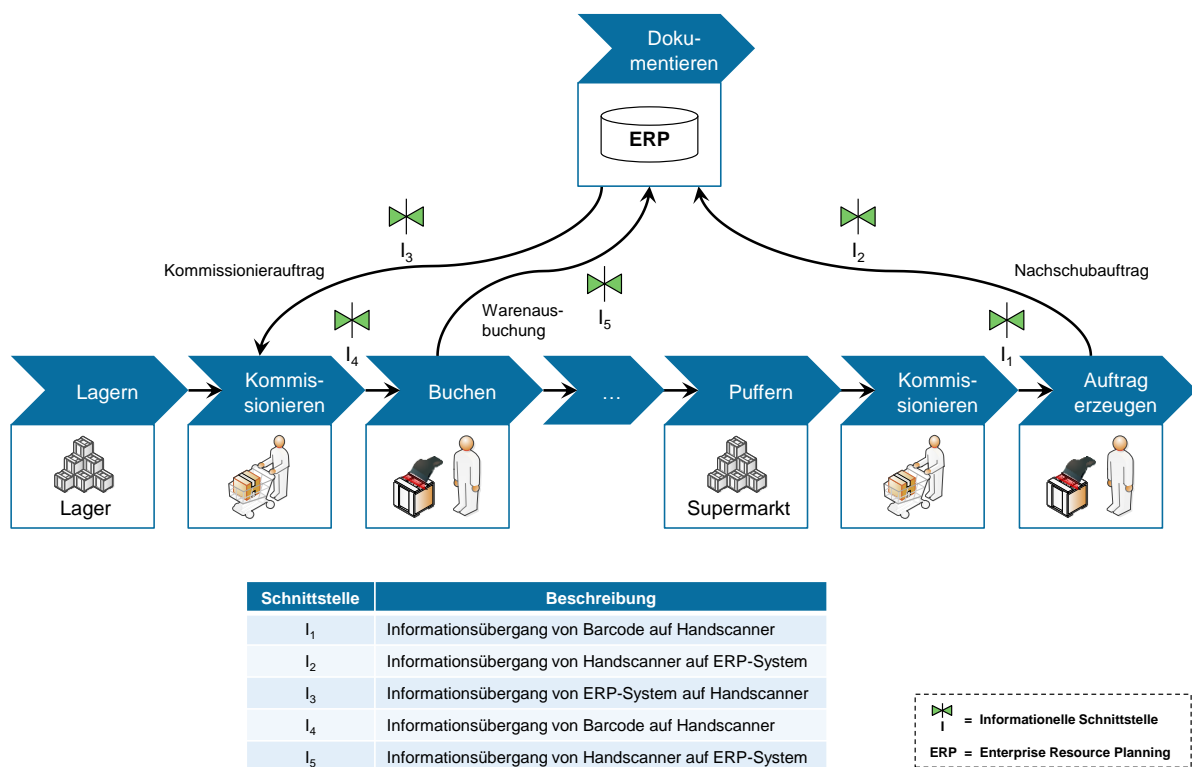 Doku-
mentieren
ERP
I3
Kommissionierauftrag
I2
Nachschubauftrag
Warenaus-
buchung
I5
I4
I1
Lagern
Kommis-
sionieren
Buchen
...
Puffern
Kommis-
sionieren
Auftrag
erzeugen
Lager
Supermarkt
Schnittstelle Beschreibung
I1 Informationsübergang von Barcode auf Handscanner
I2 Informationsübergang von Handscanner auf ERP-System
I3 Informationsübergang von ERP-System auf Handscanner
I4 Informationsübergang von Barcode auf Handscanner
I5 Informationsübergang von Handscanner auf ERP-System
I = Informationelle Schnittstelle
ERP = Enterprise Resource Planning